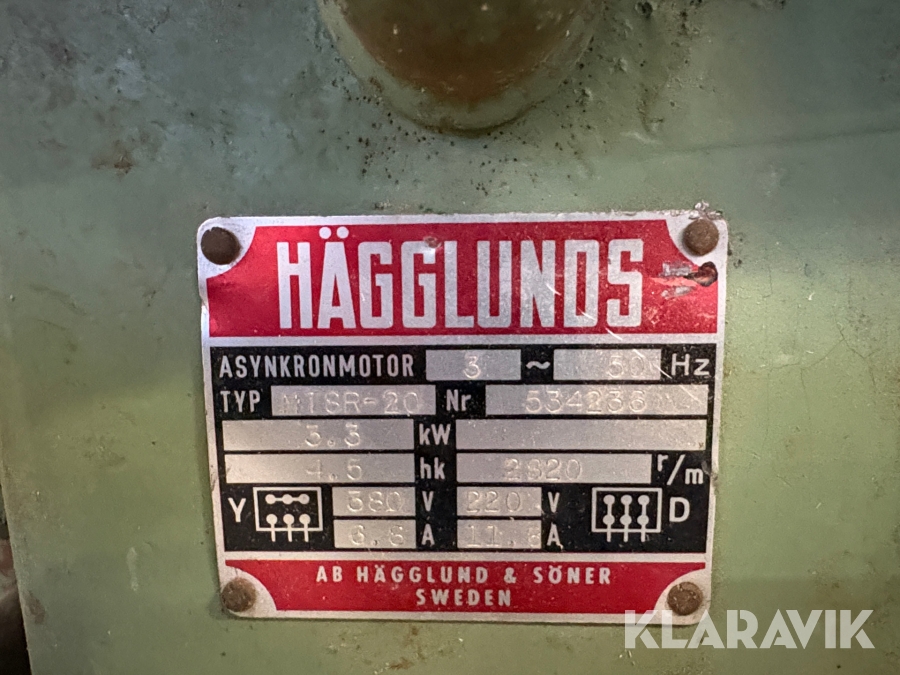 HÄGGLUNDS
ASYNKRONMOTOR 3 ~ 50 Hz
TYP Nr
3.3 kW
4.5 hk 2820 r/m
Y 380 V 220 V D
A A
AB HÄGGLUND & SÖNER
SWEDEN
KLARAVIK